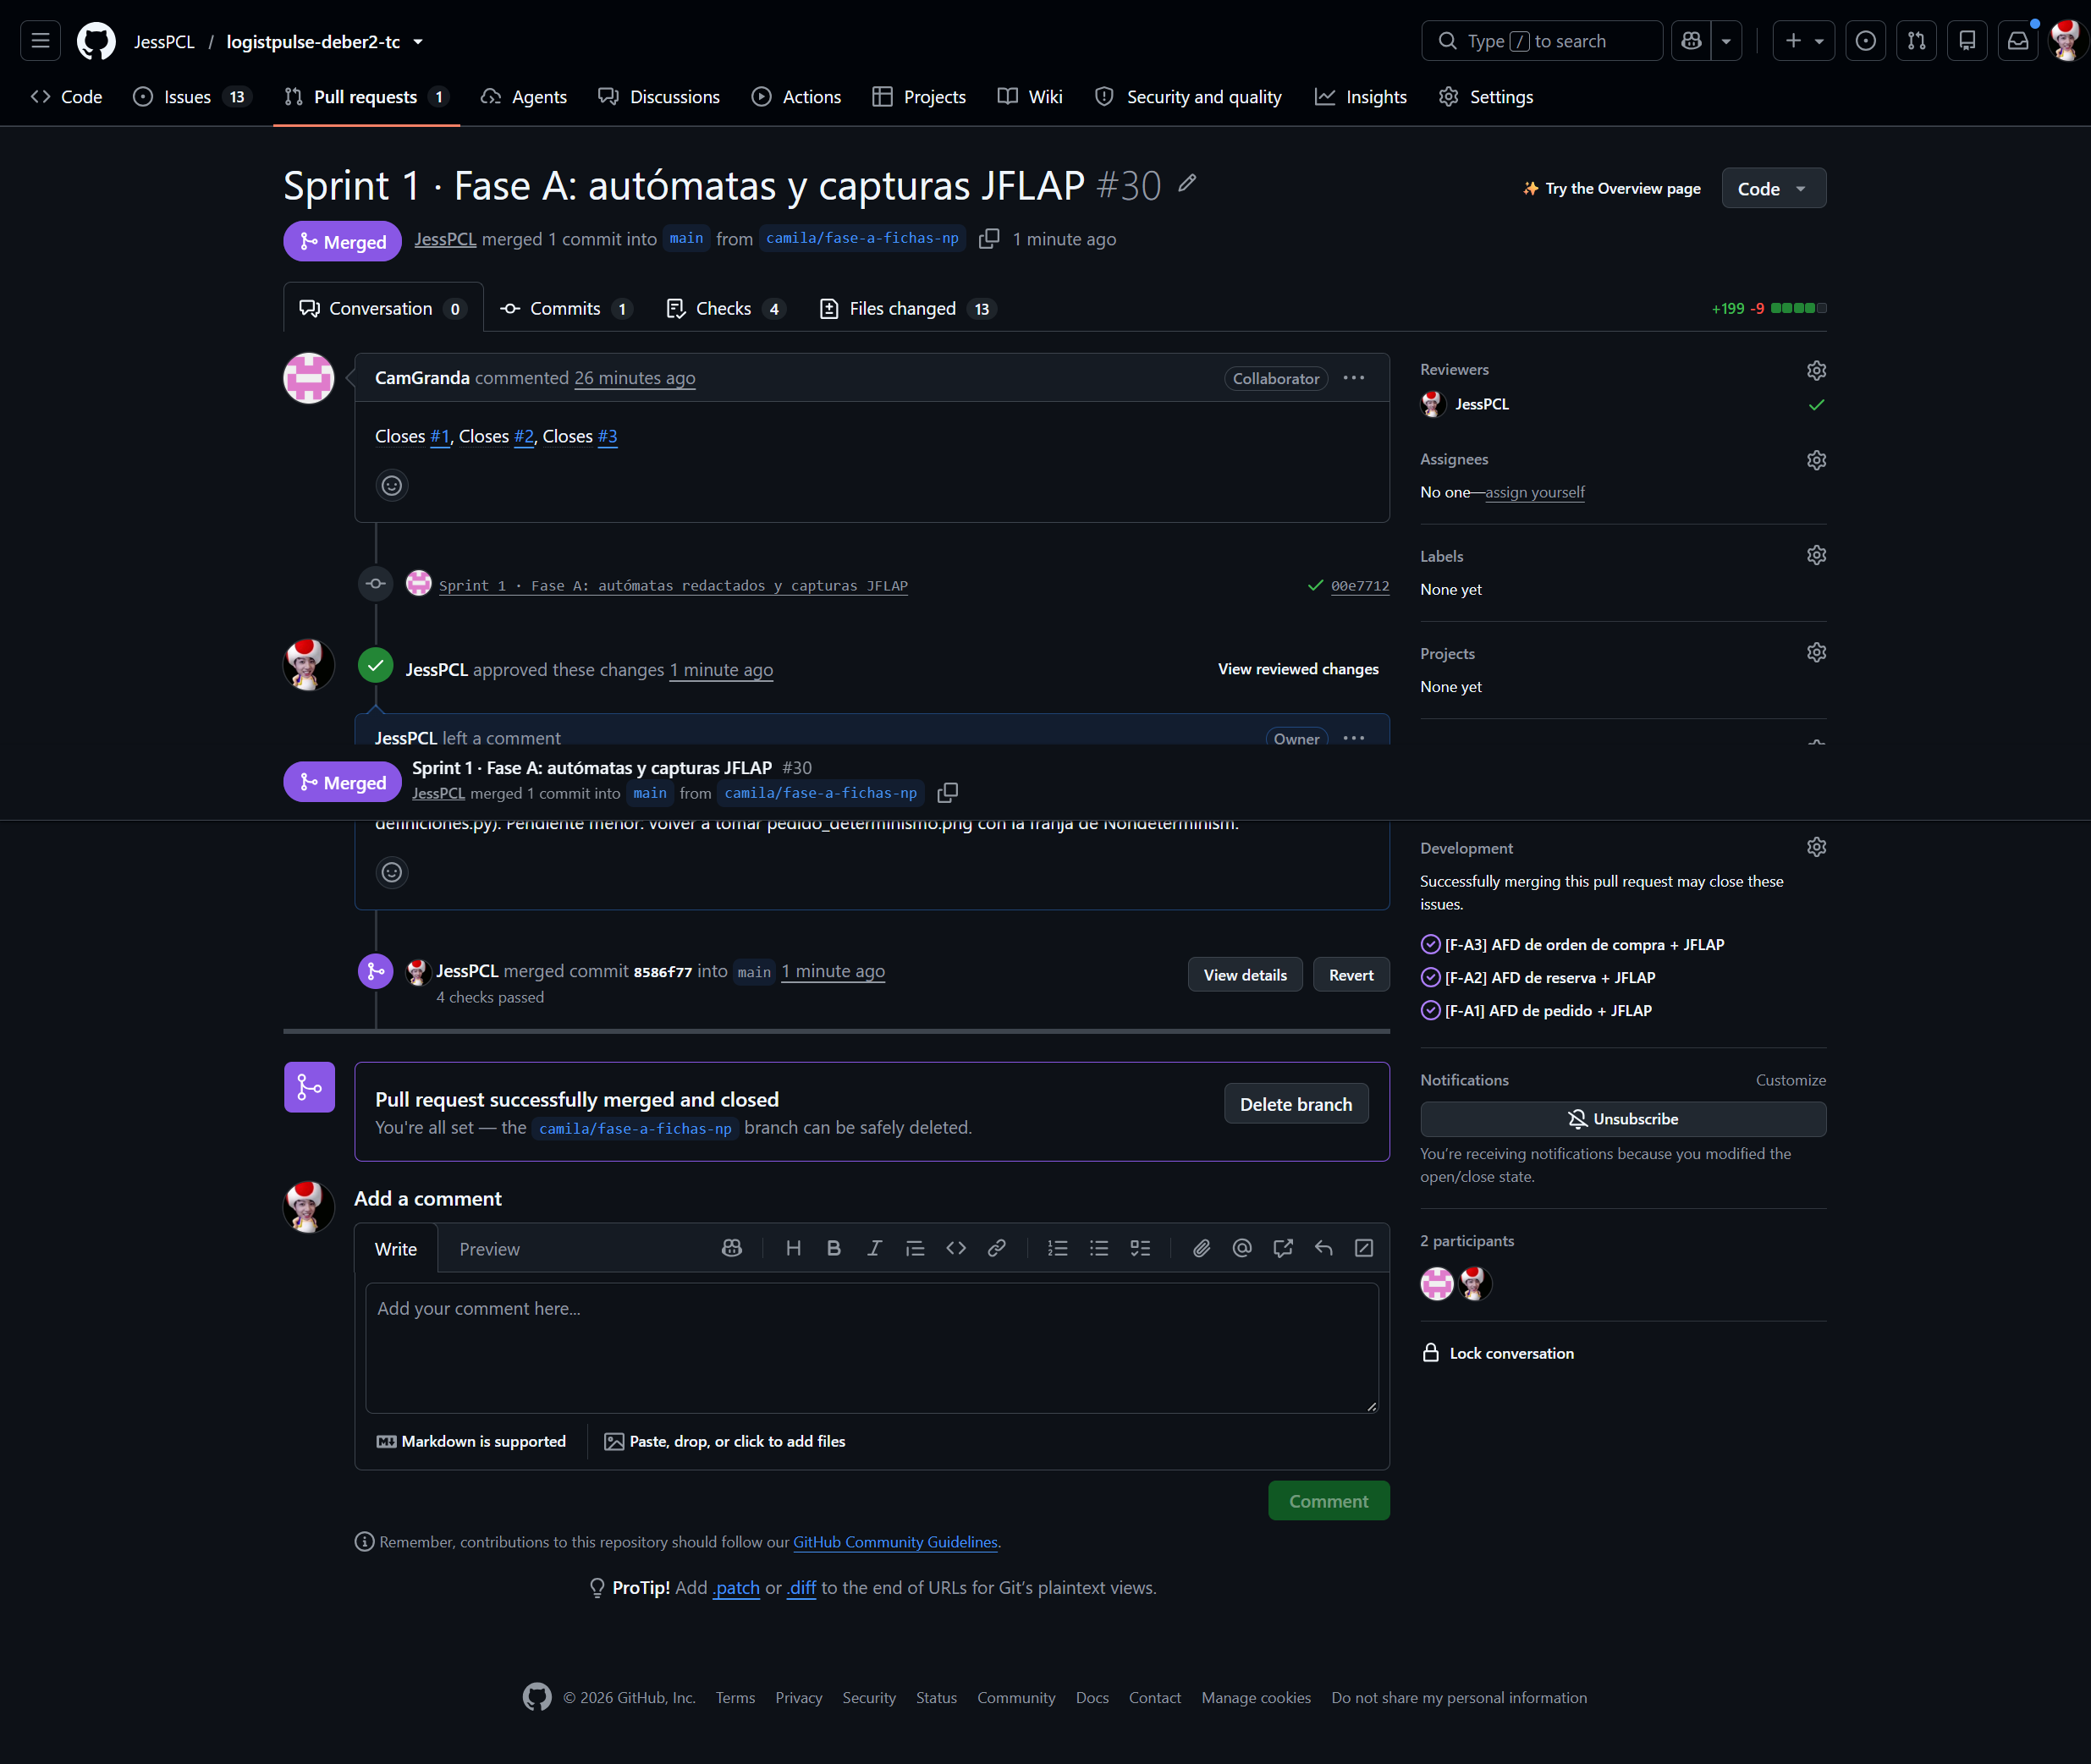 JessPCL / logistpulse-deber2-tc
Type / to search
Code
Issues 13
Pull requests 1
Agents
Discussions
Actions
Projects
Wiki
Security and quality
Insights
Settings
Sprint 1 · Fase A: autómatas y capturas JFLAP #30
Try the Overview page
Code
Merged
JessPCL merged 1 commit into main from camila/fase-a-fichas-np 1 minute ago
Conversation 0
Commits 1
Checks 4
Files changed 13
+199 -9
CamGranda commented 26 minutes ago
Collaborator
Closes #1, Closes #2, Closes #3
Sprint 1 · Fase A: autómatas redactados y capturas JFLAP
00e7712
JessPCL approved these changes 1 minute ago
View reviewed changes
JessPCL left a comment
Owner
Merged
Sprint 1 · Fase A: autómatas y capturas JFLAP #30
JessPCL merged 1 commit into main from camila/fase-a-fichas-np
definiciones.py). Pendiente menor: volver a tomar pedido_determinismo.png con la franja de Nondeterminism.
JessPCL merged commit 8586f77 into main 1 minute ago
4 checks passed
View details
Revert
Pull request successfully merged and closed
You're all set — the camila/fase-a-fichas-np branch can be safely deleted.
Delete branch
Add a comment
Write
Preview
Add your comment here...
Markdown is supported
Paste, drop, or click to add files
Comment
Remember, contributions to this repository should follow our GitHub Community Guidelines.
ProTip! Add .patch or .diff to the end of URLs for Git's plaintext views.
Reviewers
JessPCL
Assignees
No one—assign yourself
Labels
None yet
Projects
None yet
Development
Successfully merging this pull request may close these
issues.
[F-A3] AFD de orden de compra + JFLAP
[F-A2] AFD de reserva + JFLAP
[F-A1] AFD de pedido + JFLAP
Notifications
Customize
Unsubscribe
You're receiving notifications because you modified the
open/close state.
2 participants
Lock conversation
© 2026 GitHub, Inc.
Terms
Privacy
Security
Status
Community
Docs
Contact
Manage cookies
Do not share my personal information